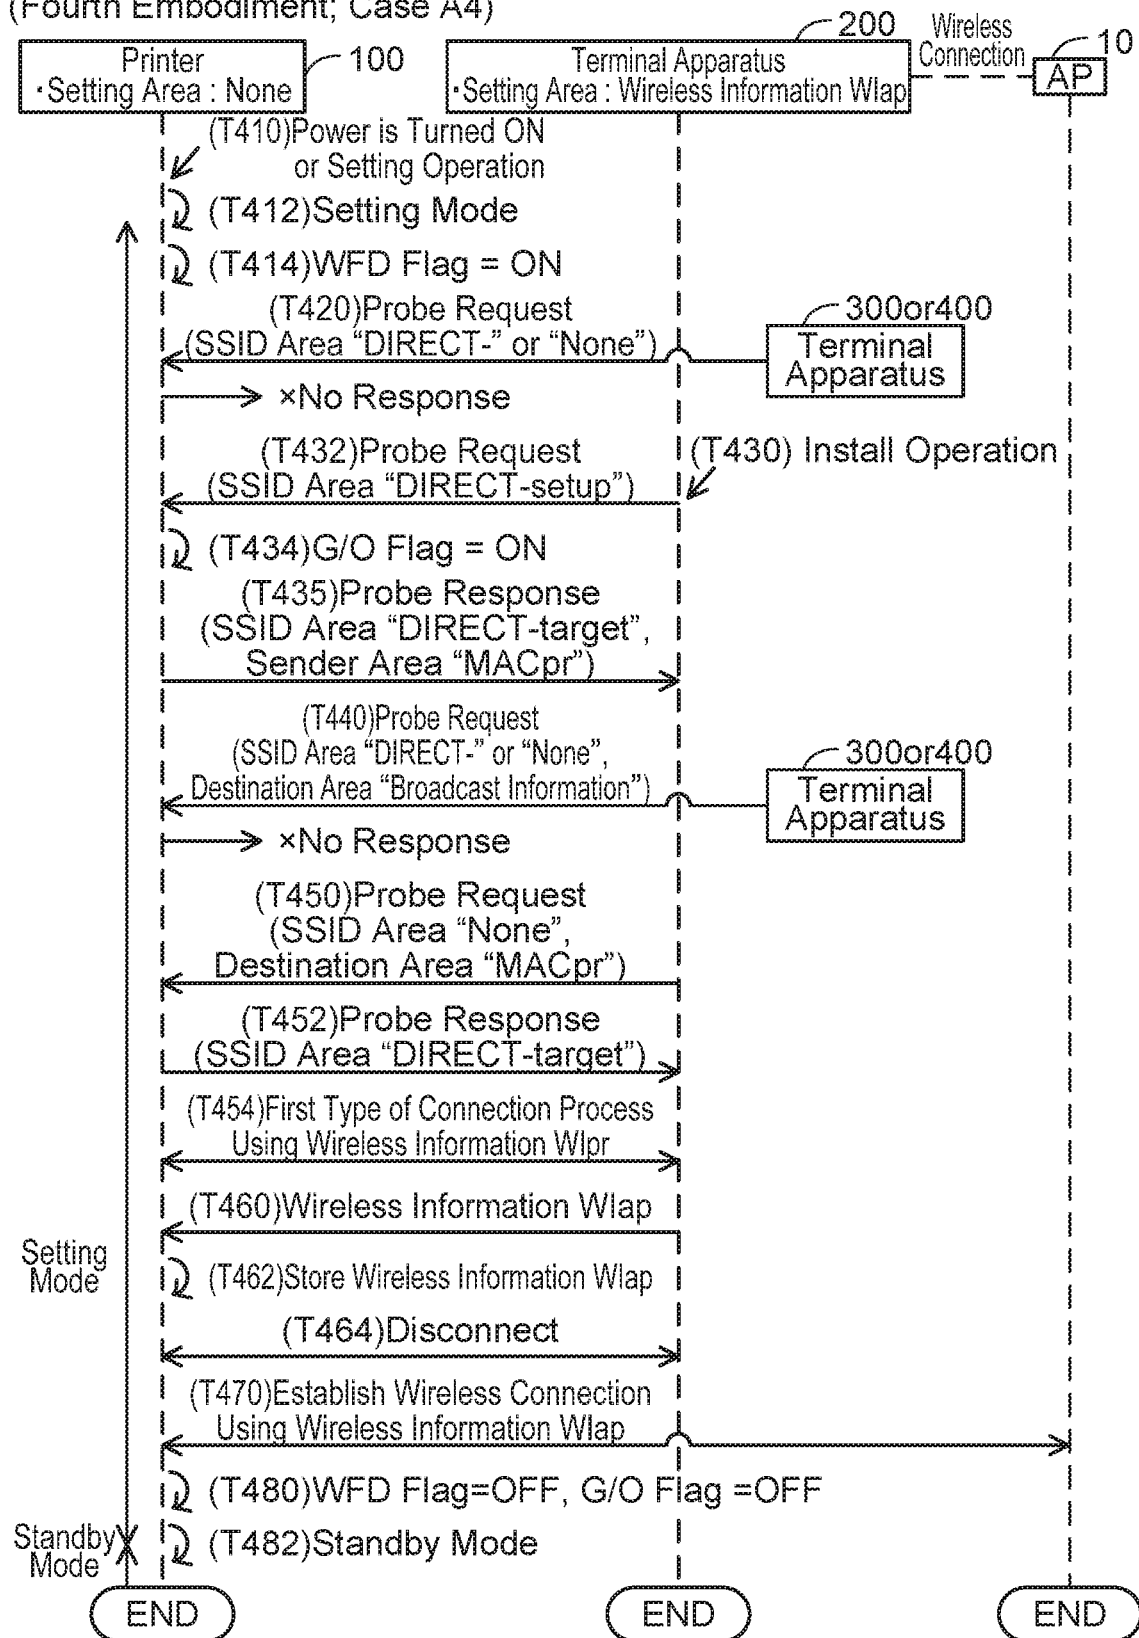 (Fourth Embodiment; Case A4)
Printer
·Setting Area : None
100
Terminal Apparatus
·Setting Area : Wireless Information WIap
200
Wireless
Connection
10
AP
(T410)Power is Turned ON
or Setting Operation
(T412)Setting Mode
(T414)WFD Flag = ON
(T420)Probe Request
(SSID Area “DIRECT-” or “None”)
300or400
Terminal
Apparatus
×No Response
(T430) Install Operation
(T432)Probe Request
(SSID Area “DIRECT-setup”)
(T434)G/O Flag = ON
(T435)Probe Response
(SSID Area “DIRECT-target”,
Sender Area “MACpr”)
(T440)Probe Request
(SSID Area “DIRECT-” or “None”,
Destination Area “Broadcast Information”)
300or400
Terminal
Apparatus
×No Response
(T450)Probe Request
(SSID Area “None”,
Destination Area “MACpr”)
(T452)Probe Response
(SSID Area “DIRECT-target”)
(T454)First Type of Connection Process
Using Wireless Information WIpr
(T460)Wireless Information WIap
Setting
Mode
(T462)Store Wireless Information WIap
(T464)Disconnect
(T470)Establish Wireless Connection
Using Wireless Information WIap
(T480)WFD Flag=OFF, G/O Flag =OFF
Standby
Mode
(T482)Standby Mode
END
END
END